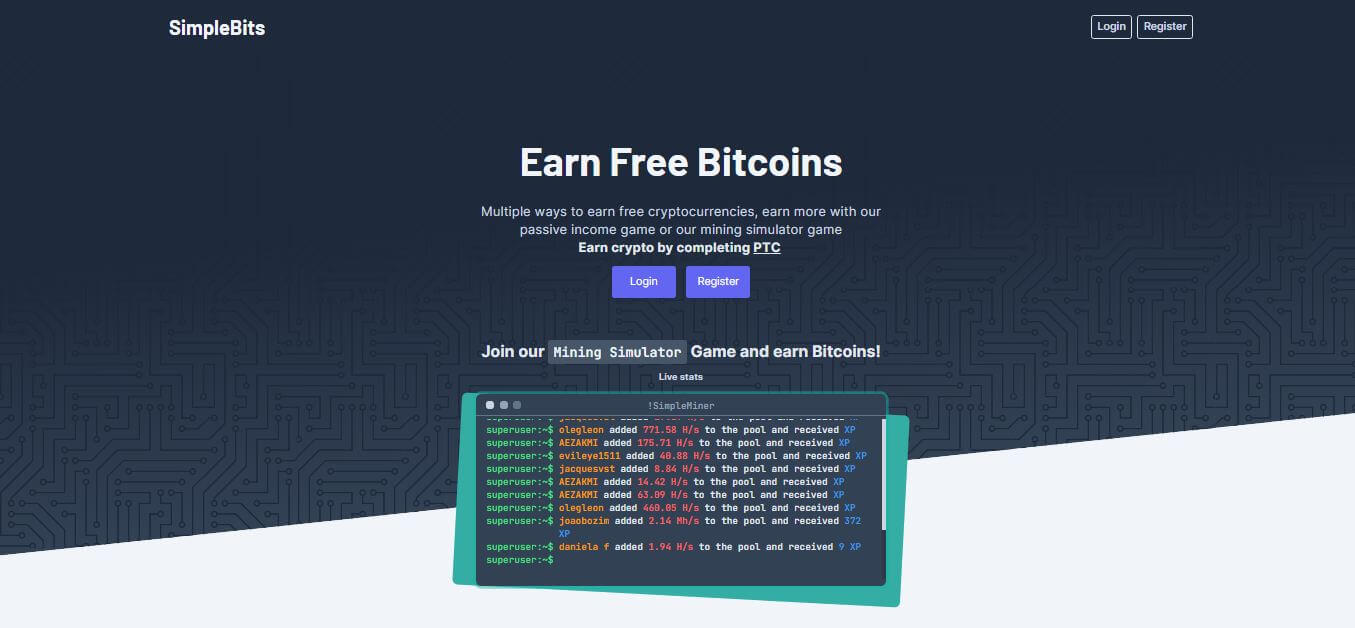 SimpleBits
Login Register
Earn Free Bitcoins
Multiple ways to earn free cryptocurrencies, earn more with our
passive income game or our mining simulator game
Earn crypto by completing PTC
Login Register
Join our Mining Simulator Game and earn Bitcoins!
Live stats
!SimpleMiner
to the pool and received
superuser:~$ olegleon added 771.58 H/s to the pool and received XP
superuser:~$ AEZAKMI added 175.71 H/s to the pool and received XP
superuser:~$ evileye1511 added 40.88 H/s to the pool and received XP
superuser:~$ jacquesvst added 8.84 H/s to the pool and received XP
superuser:~$ AEZAKMI added 14.42 H/s to the pool and received XP
superuser:~$ AEZAKMI added 63.09 H/s to the pool and received XP
superuser:~$ olegleon added 460.05 H/s to the pool and received XP
superuser:~$ joaobozim added 2.14 Mh/s to the pool and received 372
XP
superuser:~$ daniela f added 1.94 H/s to the pool and received 9 XP
superuser:~$